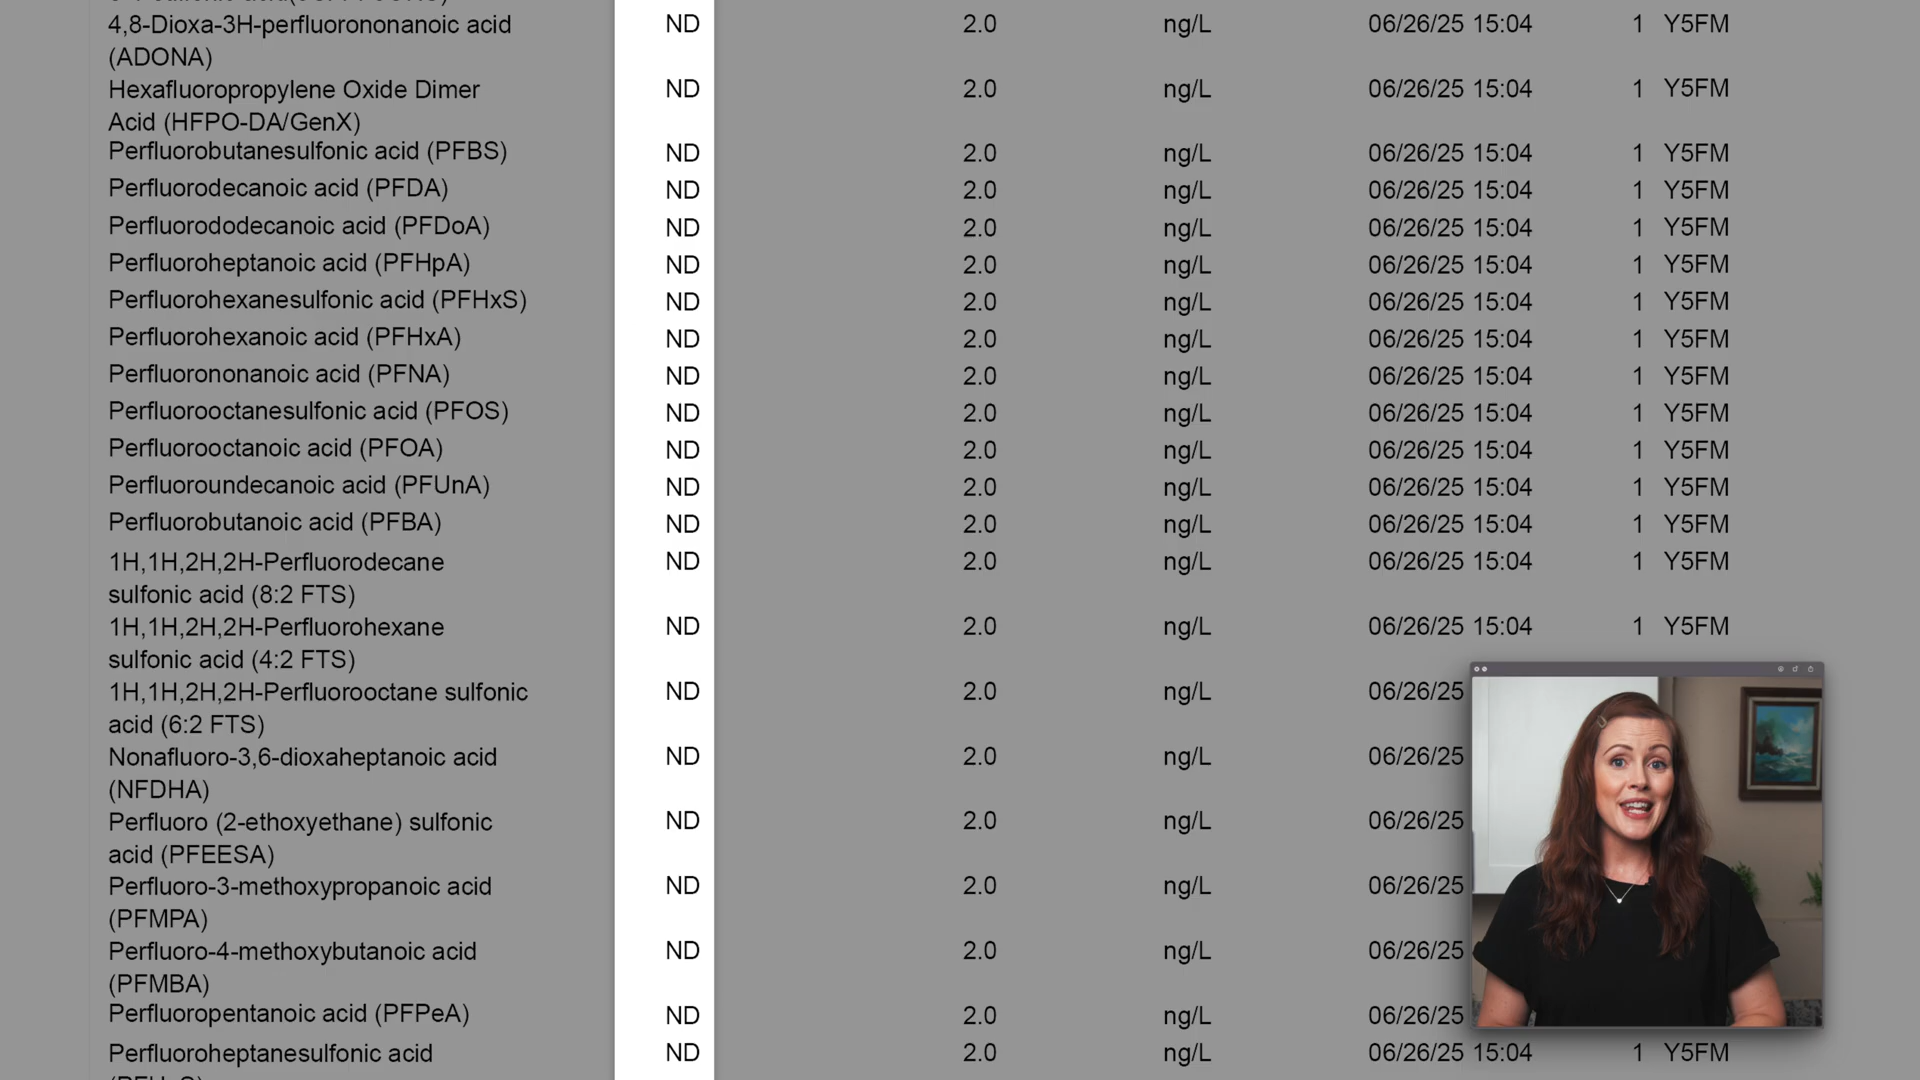 4,8-Dioxa-3H-perfluorononanoic acid ND 2.0 ng/L 06/26/25 15:04 1 Y5FM
(ADONA)
Hexafluoropropylene Oxide Dimer ND 2.0 ng/L 06/26/25 15:04 1 Y5FM
Acid (HFPO-DA/GenX)
Perfluorobutanesulfonic acid (PFBS) ND 2.0 ng/L 06/26/25 15:04 1 Y5FM
Perfluorodecanoic acid (PFDA) ND 2.0 ng/L 06/26/25 15:04 1 Y5FM
Perfluorododecanoic acid (PFDoA) ND 2.0 ng/L 06/26/25 15:04 1 Y5FM
Perfluoroheptanoic acid (PFHpA) ND 2.0 ng/L 06/26/25 15:04 1 Y5FM
Perfluorohexanesulfonic acid (PFHxS) ND 2.0 ng/L 06/26/25 15:04 1 Y5FM
Perfluorohexanoic acid (PFHxA) ND 2.0 ng/L 06/26/25 15:04 1 Y5FM
Perfluorononanoic acid (PFNA) ND 2.0 ng/L 06/26/25 15:04 1 Y5FM
Perfluorooctanesulfonic acid (PFOS) ND 2.0 ng/L 06/26/25 15:04 1 Y5FM
Perfluorooctanoic acid (PFOA) ND 2.0 ng/L 06/26/25 15:04 1 Y5FM
Perfluoroundecanoic acid (PFUnA) ND 2.0 ng/L 06/26/25 15:04 1 Y5FM
Perfluorobutanoic acid (PFBA) ND 2.0 ng/L 06/26/25 15:04 1 Y5FM
1H,1H,2H,2H-Perfluorodecane ND 2.0 ng/L 06/26/25 15:04 1 Y5FM
sulfonic acid (8:2 FTS)
1H,1H,2H,2H-Perfluorohexane ND 2.0 ng/L 06/26/25 15:04 1 Y5FM
sulfonic acid (4:2 FTS)
1H,1H,2H,2H-Perfluorooctane sulfonic ND 2.0 ng/L 06/26/25
acid (6:2 FTS)
Nonafluoro-3,6-dioxaheptanoic acid ND 2.0 ng/L 06/26/25
(NFDHA)
Perfluoro (2-ethoxyethane) sulfonic ND 2.0 ng/L 06/26/25
acid (PFEESA)
Perfluoro-3-methoxypropanoic acid ND 2.0 ng/L 06/26/25
(PFMPA)
Perfluoro-4-methoxybutanoic acid ND 2.0 ng/L 06/26/25
(PFMBA)
Perfluoropentanoic acid (PFPeA) ND 2.0 ng/L 06/26/25
Perfluoroheptanesulfonic acid ND 2.0 ng/L 06/26/25 15:04 1 Y5FM